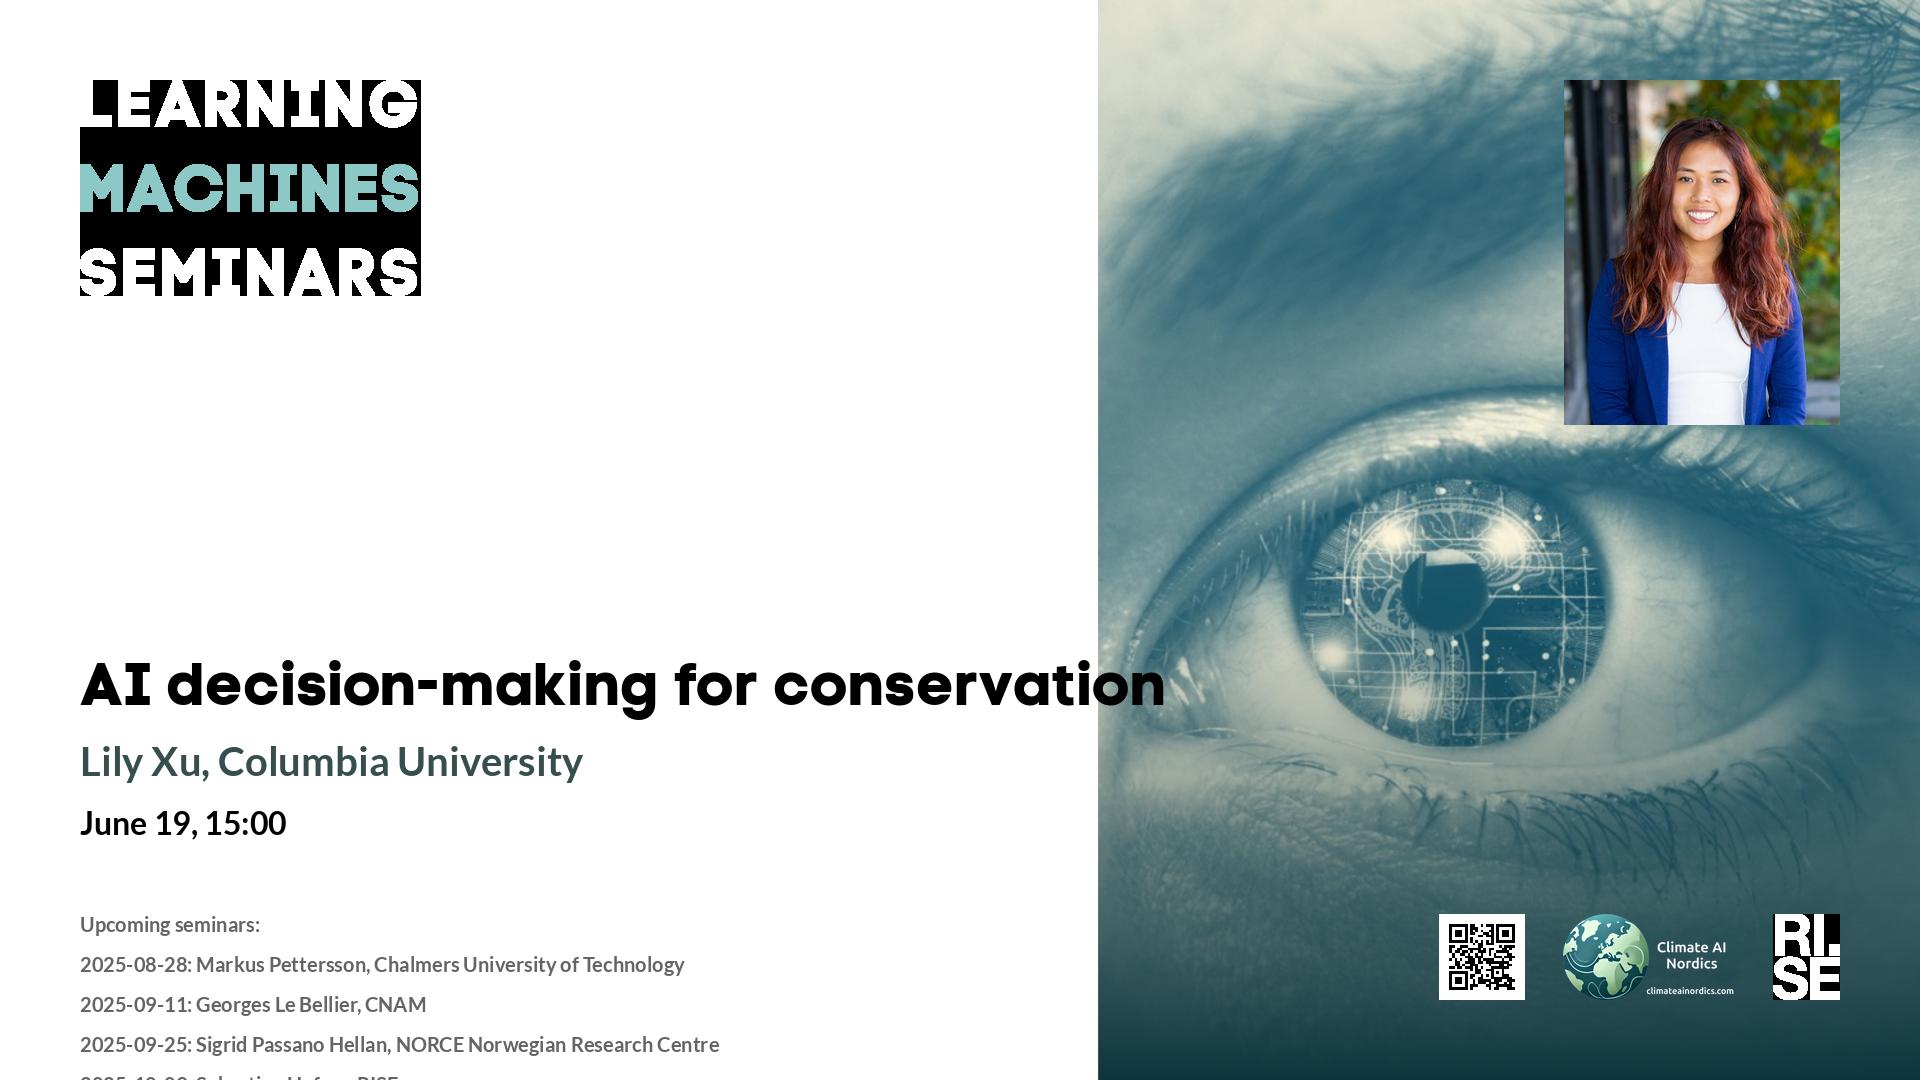 LEARNING
MACHINES
SEMINARS
AI decision-making for conservation
Lily Xu, Columbia University
June 19, 15:00
Upcoming seminars:
2025-08-28: Markus Pettersson, Chalmers University of Technology
2025-09-11: Georges Le Bellier, CNAM
2025-09-25: Sigrid Passano Hellan, NORCE Norwegian Research Centre
Climate AI
Nordics
climateainordics.com
RI.
SE